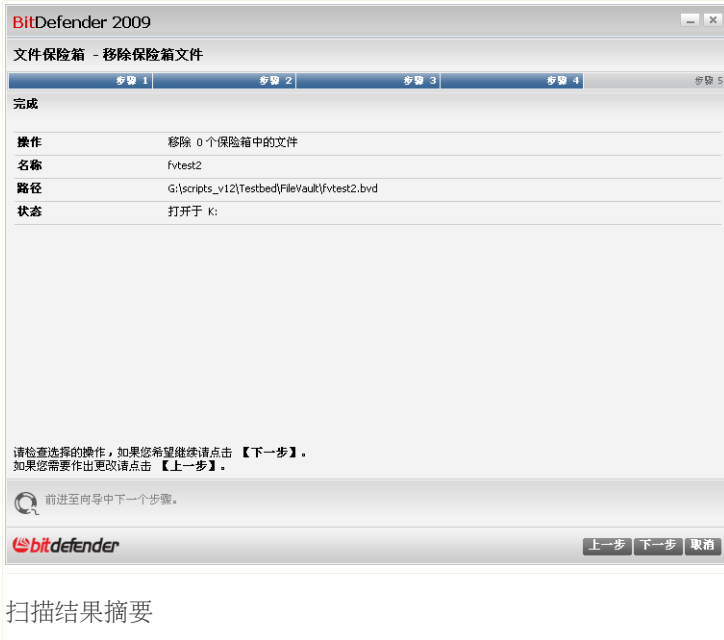 BitDefender 2009
文件保险箱 - 移除保险箱文件
步骤 1 步骤 2 步骤 3 步骤 4 步骤 5
完成
操作 移除 0 个保险箱中的文件
名称 fvtest2
路径 G:\scripts_v12\Testbed\FileVault\fvtest2.bvd
状态 打开于 K:
请检查选择的操作，如果您希望继续请点击 【下一步】。
如果您需要作出更改请点击 【上一步】。
前进至向导中下一个步骤。
bitdefender
上一步 下一步 取消
扫描结果摘要